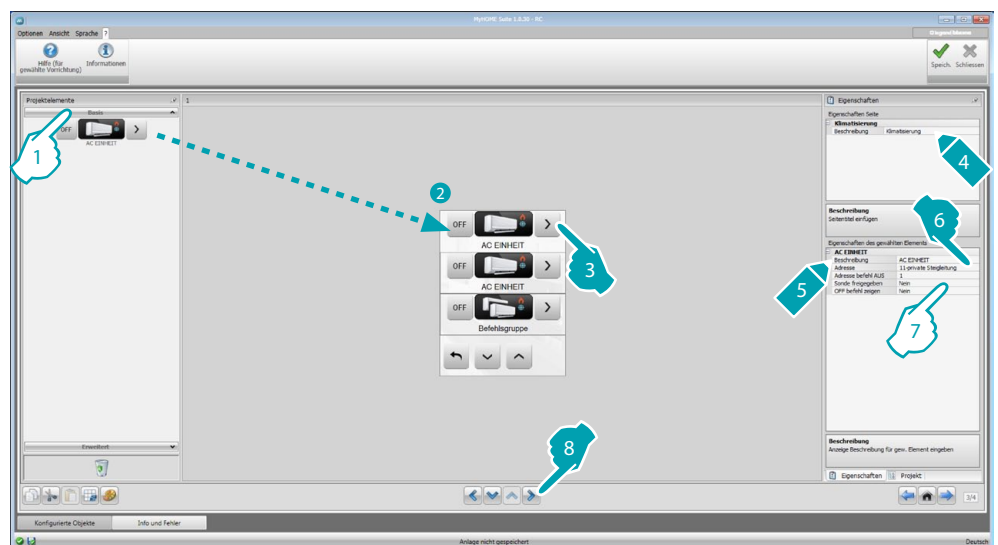 MyHOME Suite 1.0.30 - AC
Optionen Ansicht Sprache ?
Hilfe (für gewählte Vorrichtung)
Informationen
Speich. Schliessen
Projektelemente
1
Eigenschaften
Basis
OFF
AC EINHEIT
1
2
OFF
AC EINHEIT
3
OFF
AC EINHEIT
OFF
Befehlsgruppe
Eigenschaften Seite
Klimatisierung
Beschreibung Klimatisierung
4
Beschreibung
Seitentitel einfügen
6
Eigenschaften des gewählten Elements
AC EINHEIT
Beschreibung AC EINHEIT
Adresse 11-private Steigleitung
Adresse befehl AUS 1
Sonde freigegeben Nein
OFF befehl zeigen Nein
5
7
Beschreibung
Anzeige Beschreibung für gew. Element eingeben
Erweitert
8
Eigenschaften Projekt
3/4
Konfigurierte Objekte Info und Fehler
Anlage nicht gespeichert
Deutsch